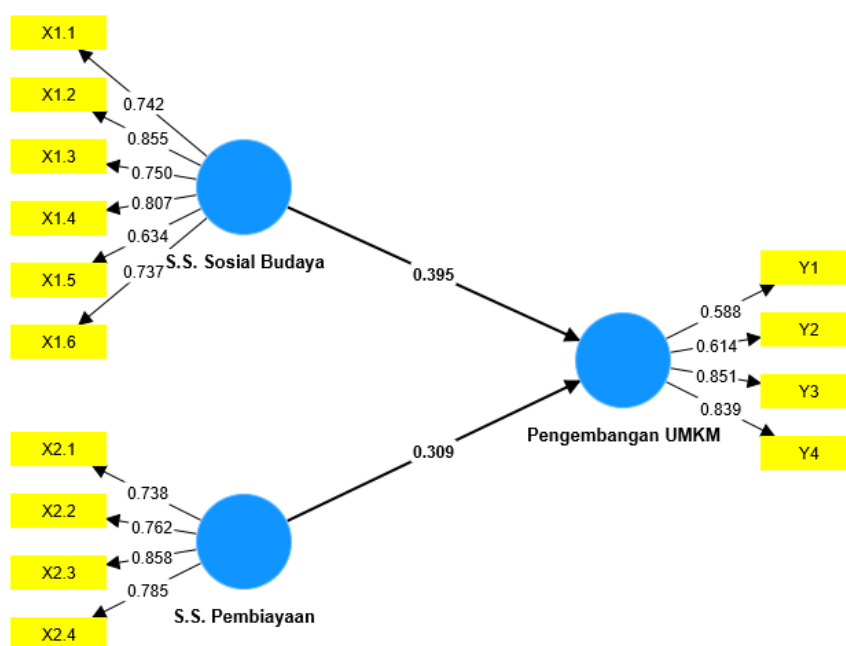 X1.1
0.742
X1.2
0.855
X1.3
0.750
X1.4
0.807
X1.5
0.634
X1.6
0.737
S.S. Sosial Budaya
0.395
X2.1
0.738
X2.2
0.762
X2.3
0.858
X2.4
0.785
S.S. Pembiayaan
0.309
Pengembangan UMKM
Y1
0.588
Y2
0.614
Y3
0.851
Y4
0.839